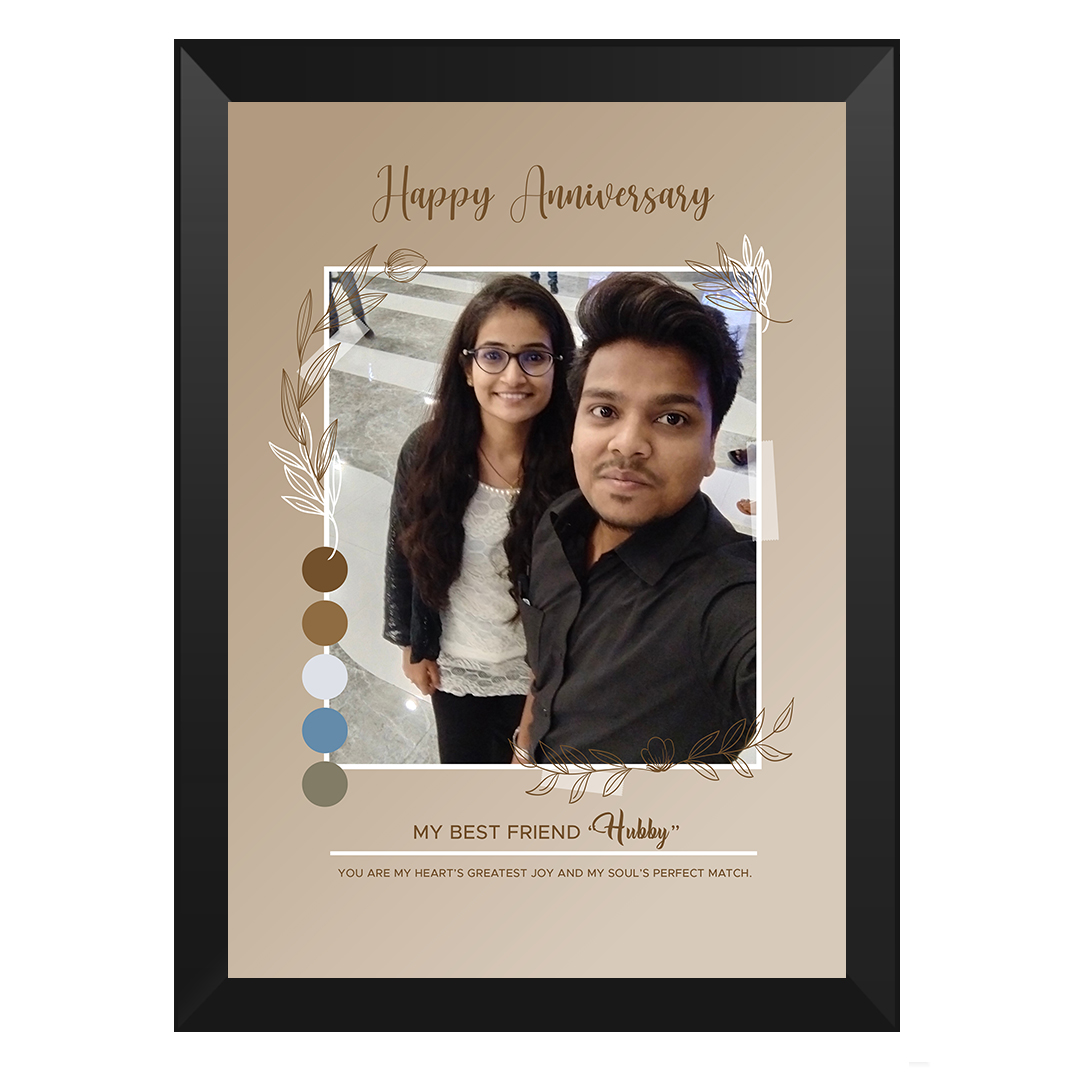 Happy Anniversary
MY BEST FRIEND “Hubby”
YOU ARE MY HEART’S GREATEST JOY AND MY SOUL’S PERFECT MATCH.